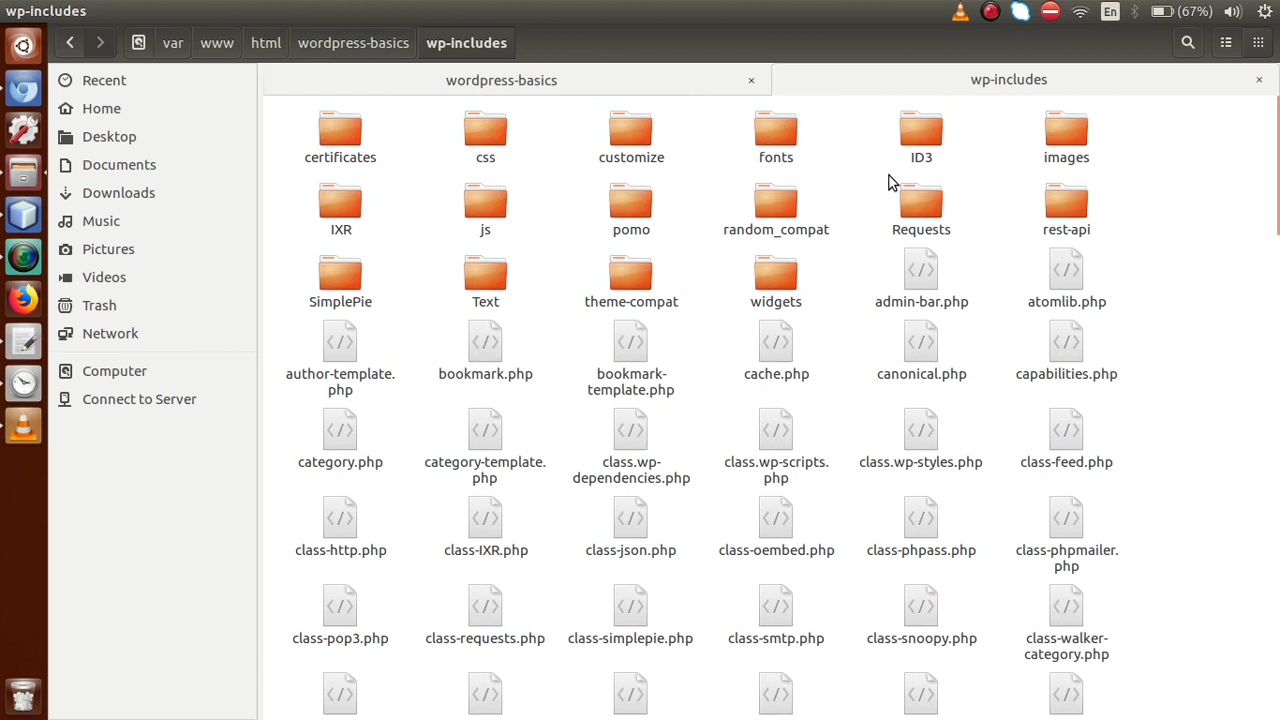 wp-includes
En
(67%)
var
www
html
wordpress-basics
wp-includes
wordpress-basics
wp-includes
Recent
Home
Desktop
Documents
Downloads
Music
Pictures
Videos
Trash
Network
Computer
Connect to Server
certificates
css
customize
fonts
ID3
images
IXR
js
pomo
random_compat
Requests
rest-api
SimplePie
Text
theme-compat
widgets
admin-bar.php
atomlib.php
author-template.
php
bookmark.php
bookmark-
template.php
cache.php
canonical.php
capabilities.php
category.php
category-template.
php
class.wp-
dependencies.php
class.wp-scripts.
php
class.wp-styles.php
class-feed.php
class-http.php
class-IXR.php
class-json.php
class-oembed.php
class-phpass.php
class-phpmailer.
php
class-pop3.php
class-requests.php
class-simplepie.php
class-smtp.php
class-snoopy.php
class-walker-
category.php